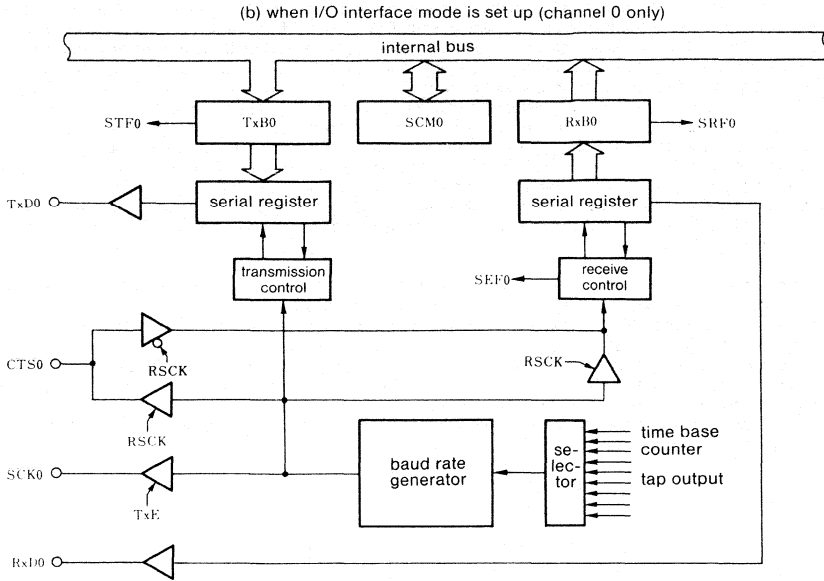 (b) when I/O interface mode is set up (channel 0 only)
internal bus
STF0
TxB0
SCM0
RxB0
SRF0
TxD0
serial register
serial register
transmission
control
SEF0
receive
control
CTS0
RSCK
RSCK
RSCK
SCK0
TxE
baud rate
generator
se-
lec-
tor
time base
counter
tap output
RxD0